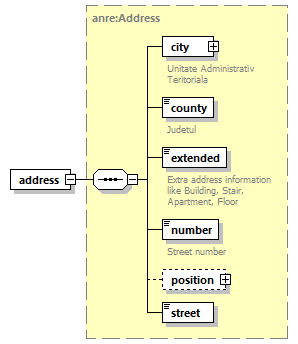 anre:Address
city
Unitate Administrativ
Teritoriala
county
Judetul
address
extended
Extra address information
like Building, Stair,
Apartment, Floor
number
Street number
position
street